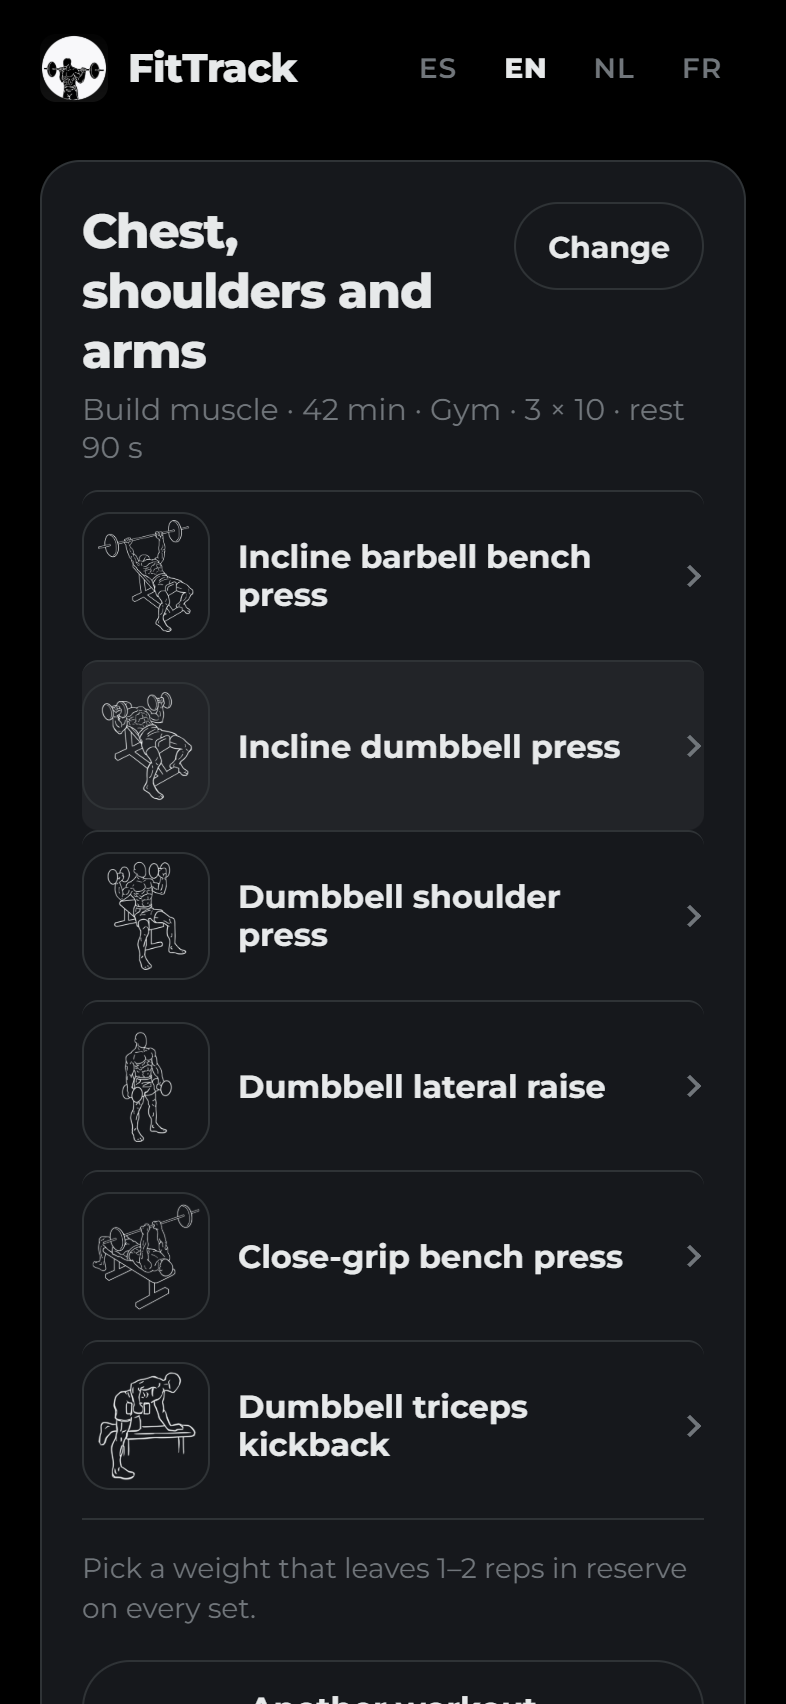 FitTrack
ES EN NL FR
Chest,
shoulders and
arms
Change
Build muscle · 42 min · Gym · 3 × 10 · rest
90 s
Incline barbell bench
press
Incline dumbbell press
Dumbbell shoulder
press
Dumbbell lateral raise
Close-grip bench press
Dumbbell triceps
kickback
Pick a weight that leaves 1–2 reps in reserve
on every set.
Another workout